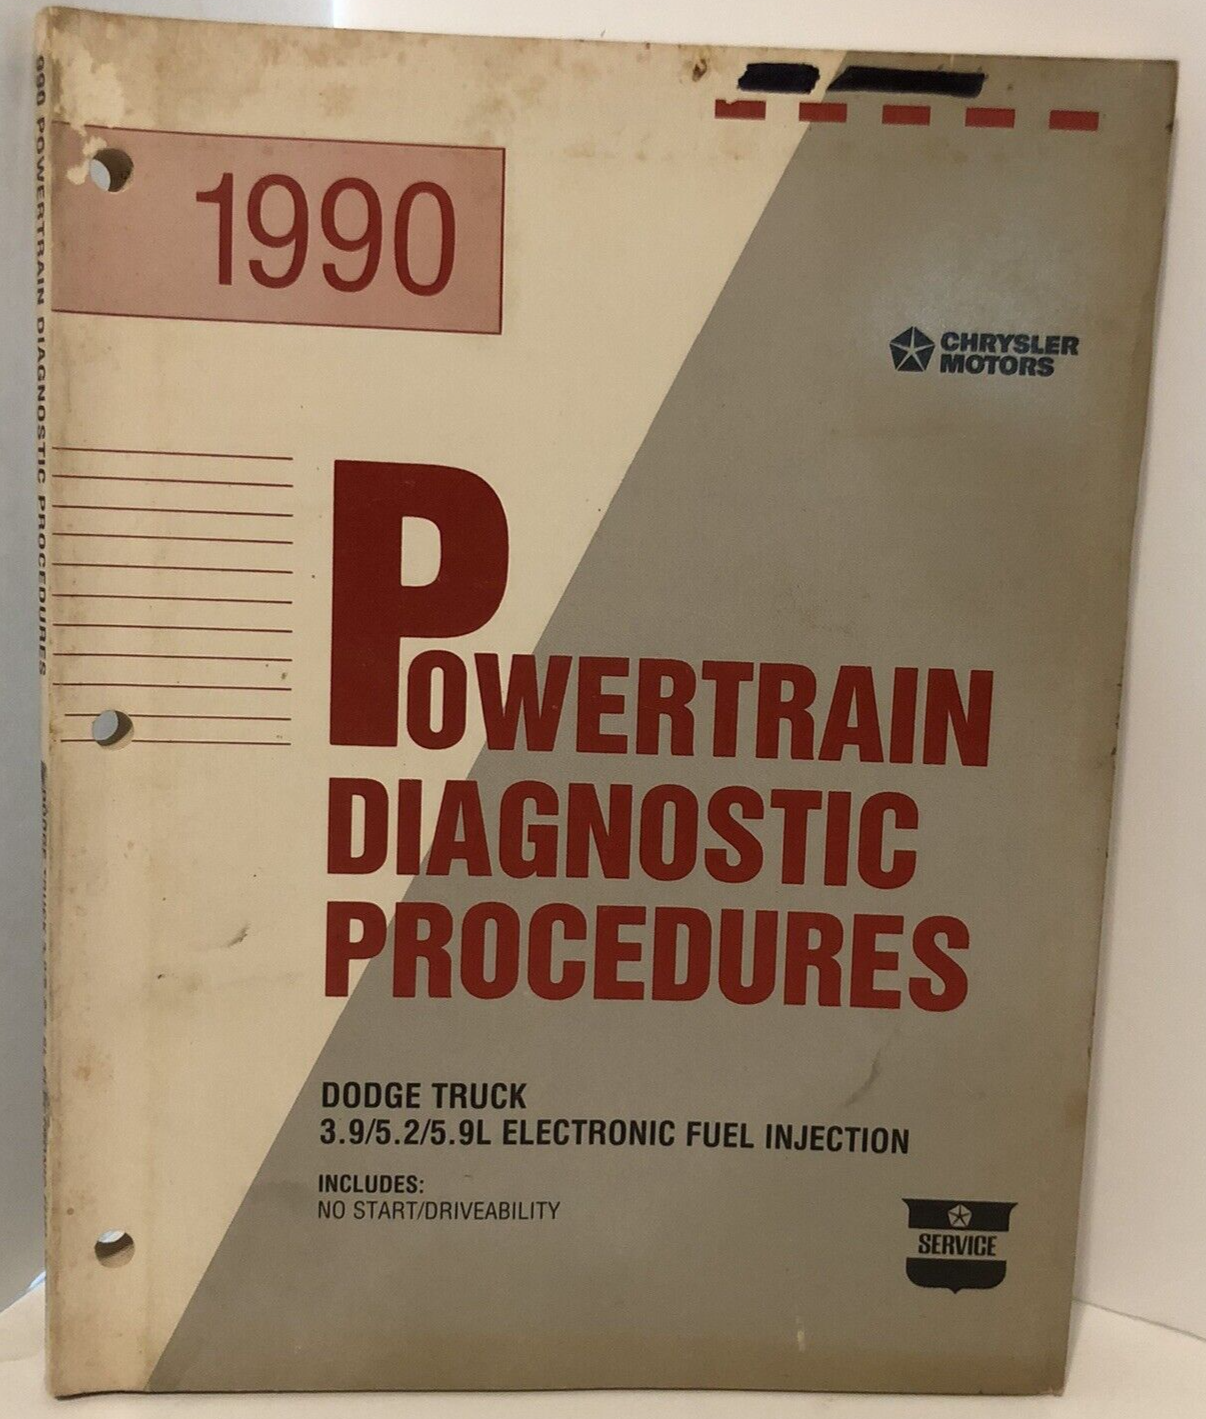 1990
CHRYSLER
MOTORS
POWERTRAIN
DIAGNOSTIC
PROCEDURES
DODGE TRUCK
3.9/5.2/5.9L ELECTRONIC FUEL INJECTION
INCLUDES:
NO START/DRIVEABILITY
SERVICE
990 POWERTRAIN DIAGNOSTIC PROCEDURES